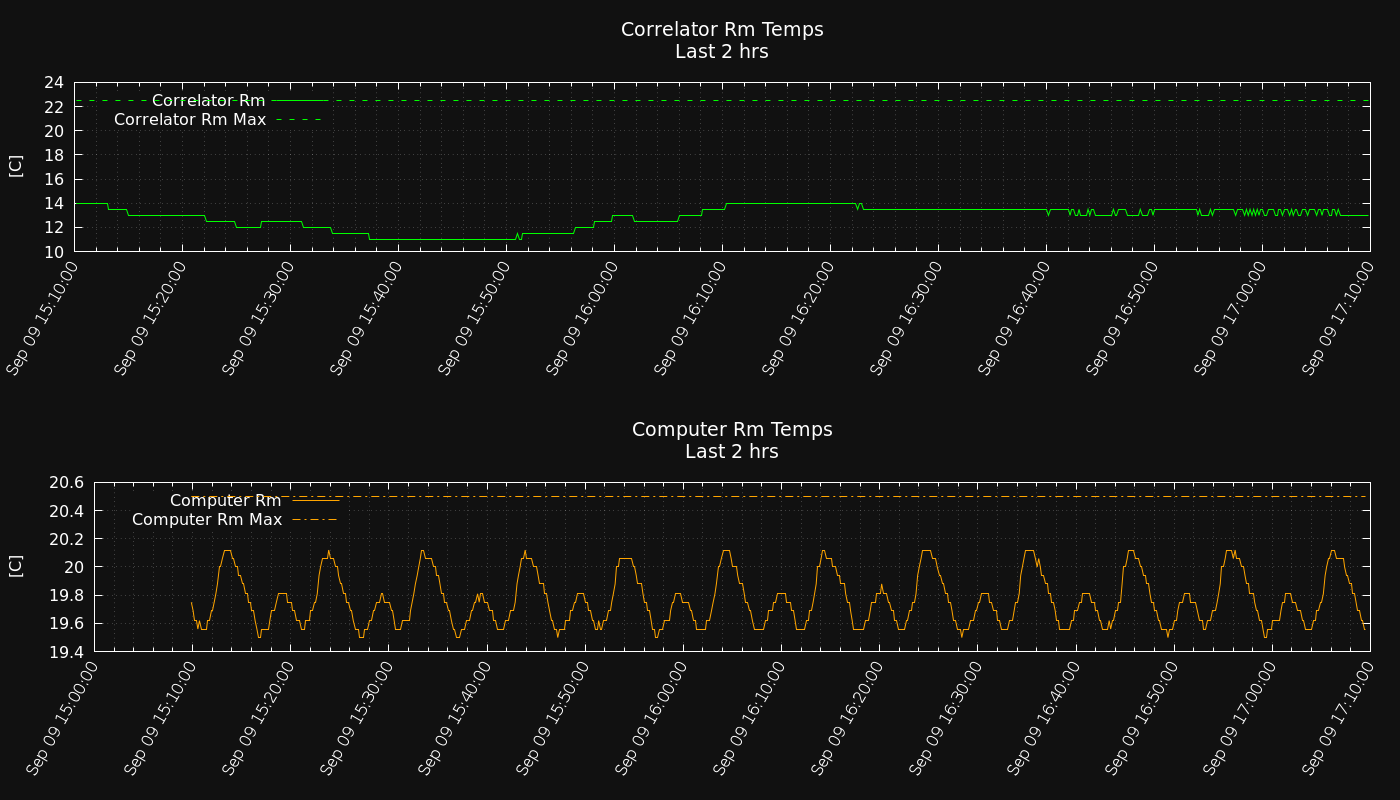 Correlator Rm Temps
Last 2 hrs
24
22
20
18
16
14
12
10
[C]
Correlator Rm
Correlator Rm Max
Sep 09 15:10:00
Sep 09 15:20:00
Sep 09 15:30:00
Sep 09 15:40:00
Sep 09 15:50:00
Sep 09 16:00:00
Sep 09 16:10:00
Sep 09 16:20:00
Sep 09 16:30:00
Sep 09 16:40:00
Sep 09 16:50:00
Sep 09 17:00:00
Sep 09 17:10:00
Computer Rm Temps
Last 2 hrs
20.6
20.4
20.2
20
19.8
19.6
19.4
[C]
Computer Rm
Computer Rm Max
Sep 09 15:00:00
Sep 09 15:10:00
Sep 09 15:20:00
Sep 09 15:30:00
Sep 09 15:40:00
Sep 09 15:50:00
Sep 09 16:00:00
Sep 09 16:10:00
Sep 09 16:20:00
Sep 09 16:30:00
Sep 09 16:40:00
Sep 09 16:50:00
Sep 09 17:00:00
Sep 09 17:10:00